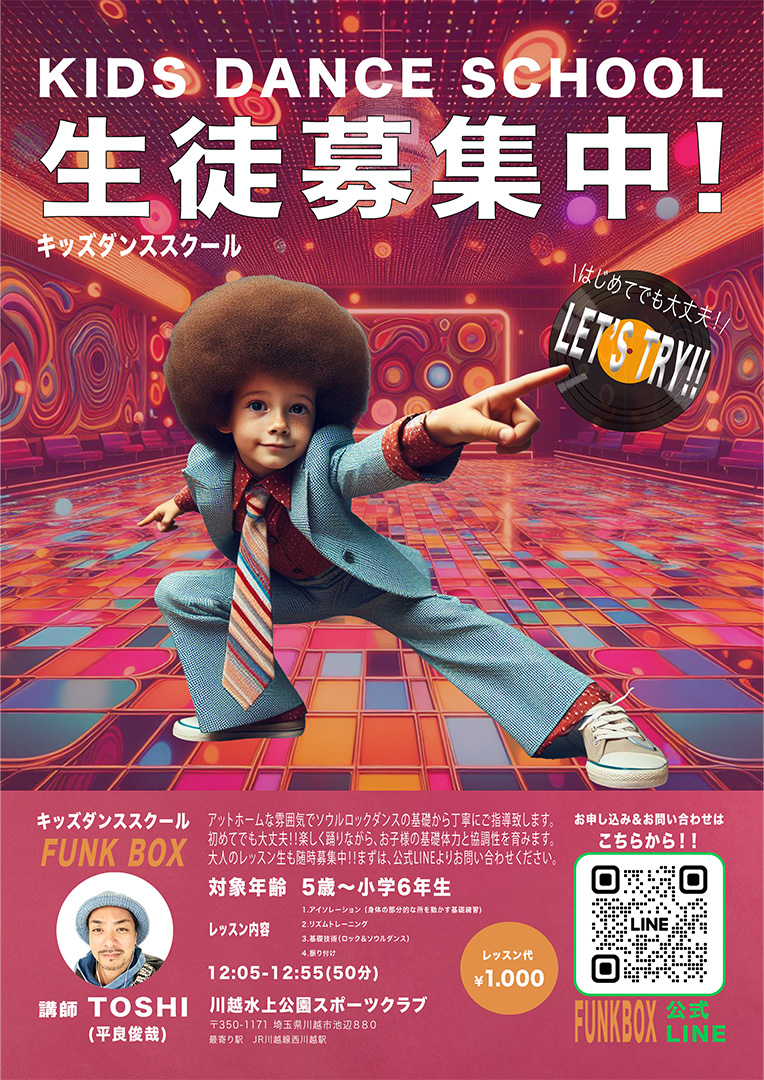 KIDS DANCE SCHOOL
生徒募集中!
キッズダンススクール
\はじめてでも大丈夫!/
LET'S TRY!!
キッズダンススクール
FUNK BOX
講師 TOSHI
(平良俊哉)
アットホームな雰囲気でソウルロックダンスの基礎から丁寧にご指導致します。
初めてでも大丈夫!!楽しく踊りながら、お子様の基礎体力と協調性を育みます。
大人のレッスン生も随時募集中!!まずは、公式LINEよりお問い合わせください。
対象年齢 5歳〜小学6年生
レッスン内容
1.アイソレーション (身体の部分的な所を動かす基礎練習)
2.リズムトレーニング
3.基礎技術(ロック&ソウルダンス)
4.振り付け
12:05-12:55(50分)
川越水上公園スポーツクラブ
〒350-1171 埼玉県川越市池辺880
最寄り駅 JR川越線西川越駅
レッスン代
¥1.000
お申し込み&お問い合わせは
こちらから!!
LINE
FUNKBOX 公式
LINE